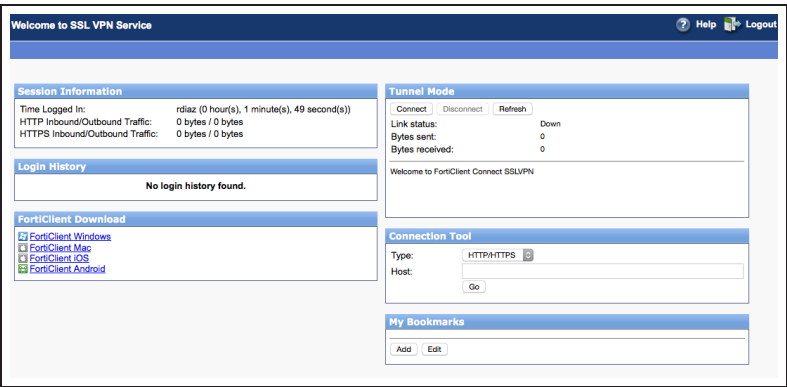 Welcome to SSL VPN Service
Help Logout
Session Information
Time Logged In: rdiaz (0 hour(s), 1 minute(s), 49 second(s))
HTTP Inbound/Outbound Traffic: 0 bytes / 0 bytes
HTTPS Inbound/Outbound Traffic: 0 bytes / 0 bytes
Login History
No login history found.
FortiClient Download
FortiClient Windows
FortiClient Mac
FortiClient iOS
FortiClient Android
Tunnel Mode
Connect Disconnect Refresh
Link status: Down
Bytes sent: 0
Bytes received: 0
Welcome to FortiClient Connect SSLVPN
Connection Tool
Type: HTTP/HTTPS
Host:
Go
My Bookmarks
Add Edit